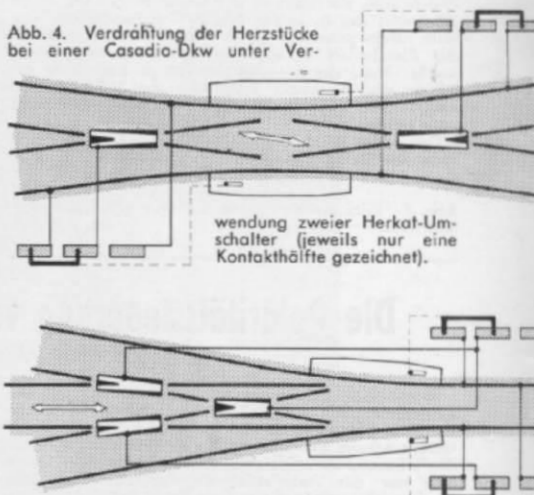 Abb. 4. Verdrahtung der Herzstücke
bei einer Casadio-Dkw unter Ver-
wendung zweier Herkat-Um-
schalter (jeweils nur eine
Kontakthälfte gezeichnet).